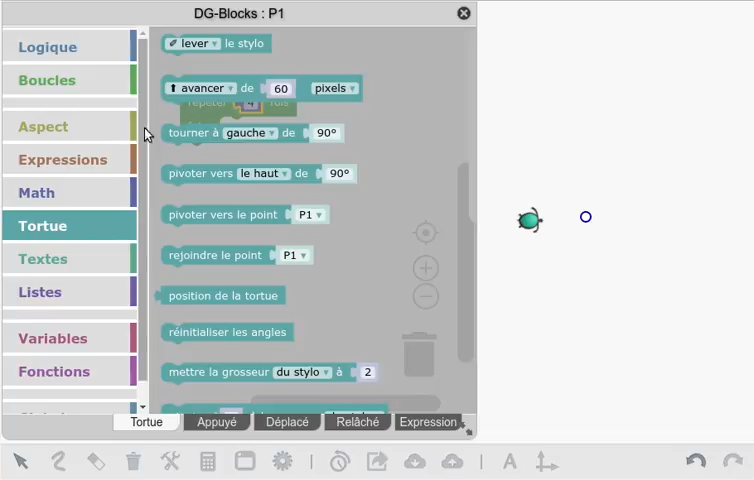 DG-Blocks : P1
Logique
Boucles
Aspect
Expressions
Math
Tortue
Textes
Listes
Variables
Fonctions
lever ▾ le stylo
avancer ▾ de 60 pixels ▾
répéter 4 fois
tourner à gauche ▾ de 90°
pivoter vers le haut ▾ de 90°
pivoter vers le point P1 ▾
rejoindre le point P1 ▾
position de la tortue
réinitialiser les angles
mettre la grosseur du stylo ▾ à 2
Tortue Appuyé Déplacé Relâché Expression
A